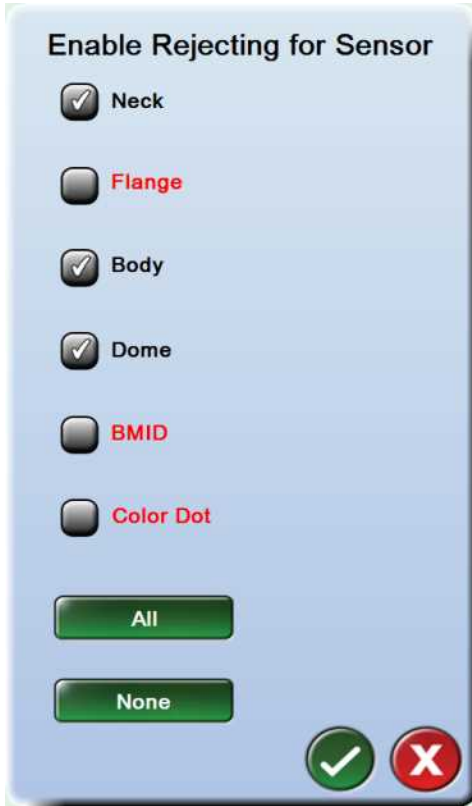 Enable Rejecting for Sensor
Neck
Flange
Body
Dome
BMID
Color Dot
All
None